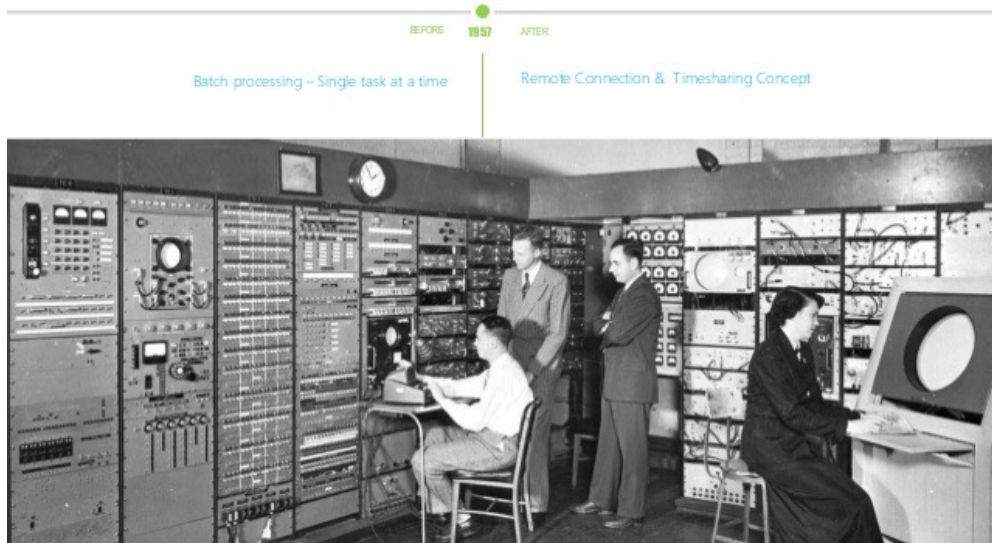 BEFORE 1957 AFTER
Batch processing – Single task at a time
Remote Connection & Timesharing Concept